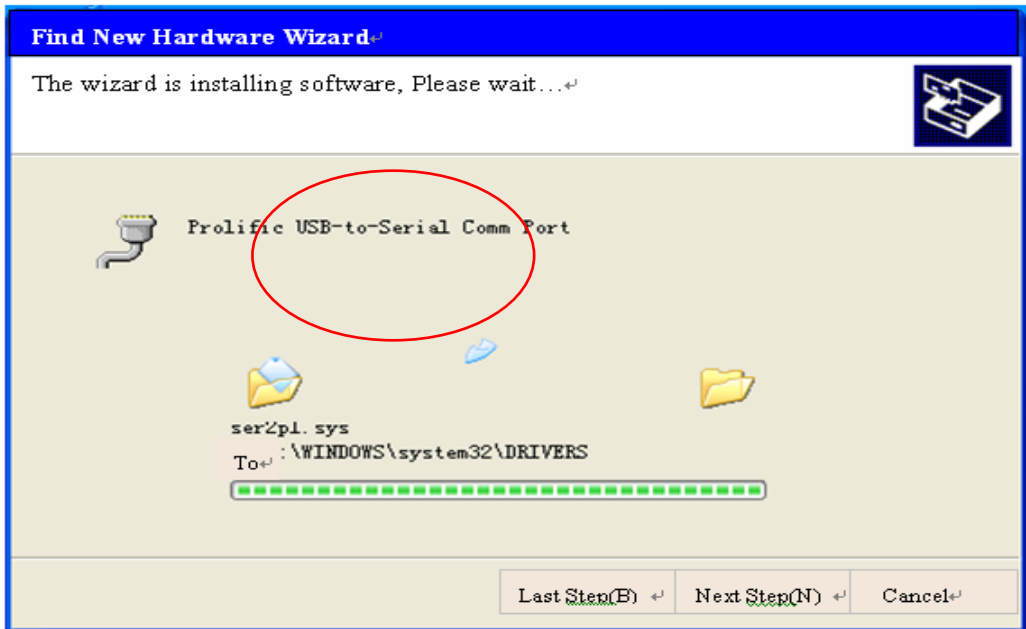 Find New Hardware Wizard↵
The wizard is installing software, Please wait...↵
Prolific USB-to-Serial Comm Port
ser2pl.sys
To↵ :\WINDOWS\system32\DRIVERS
Last Step(B) ↵ Next Step(N) ↵ Cancel↵